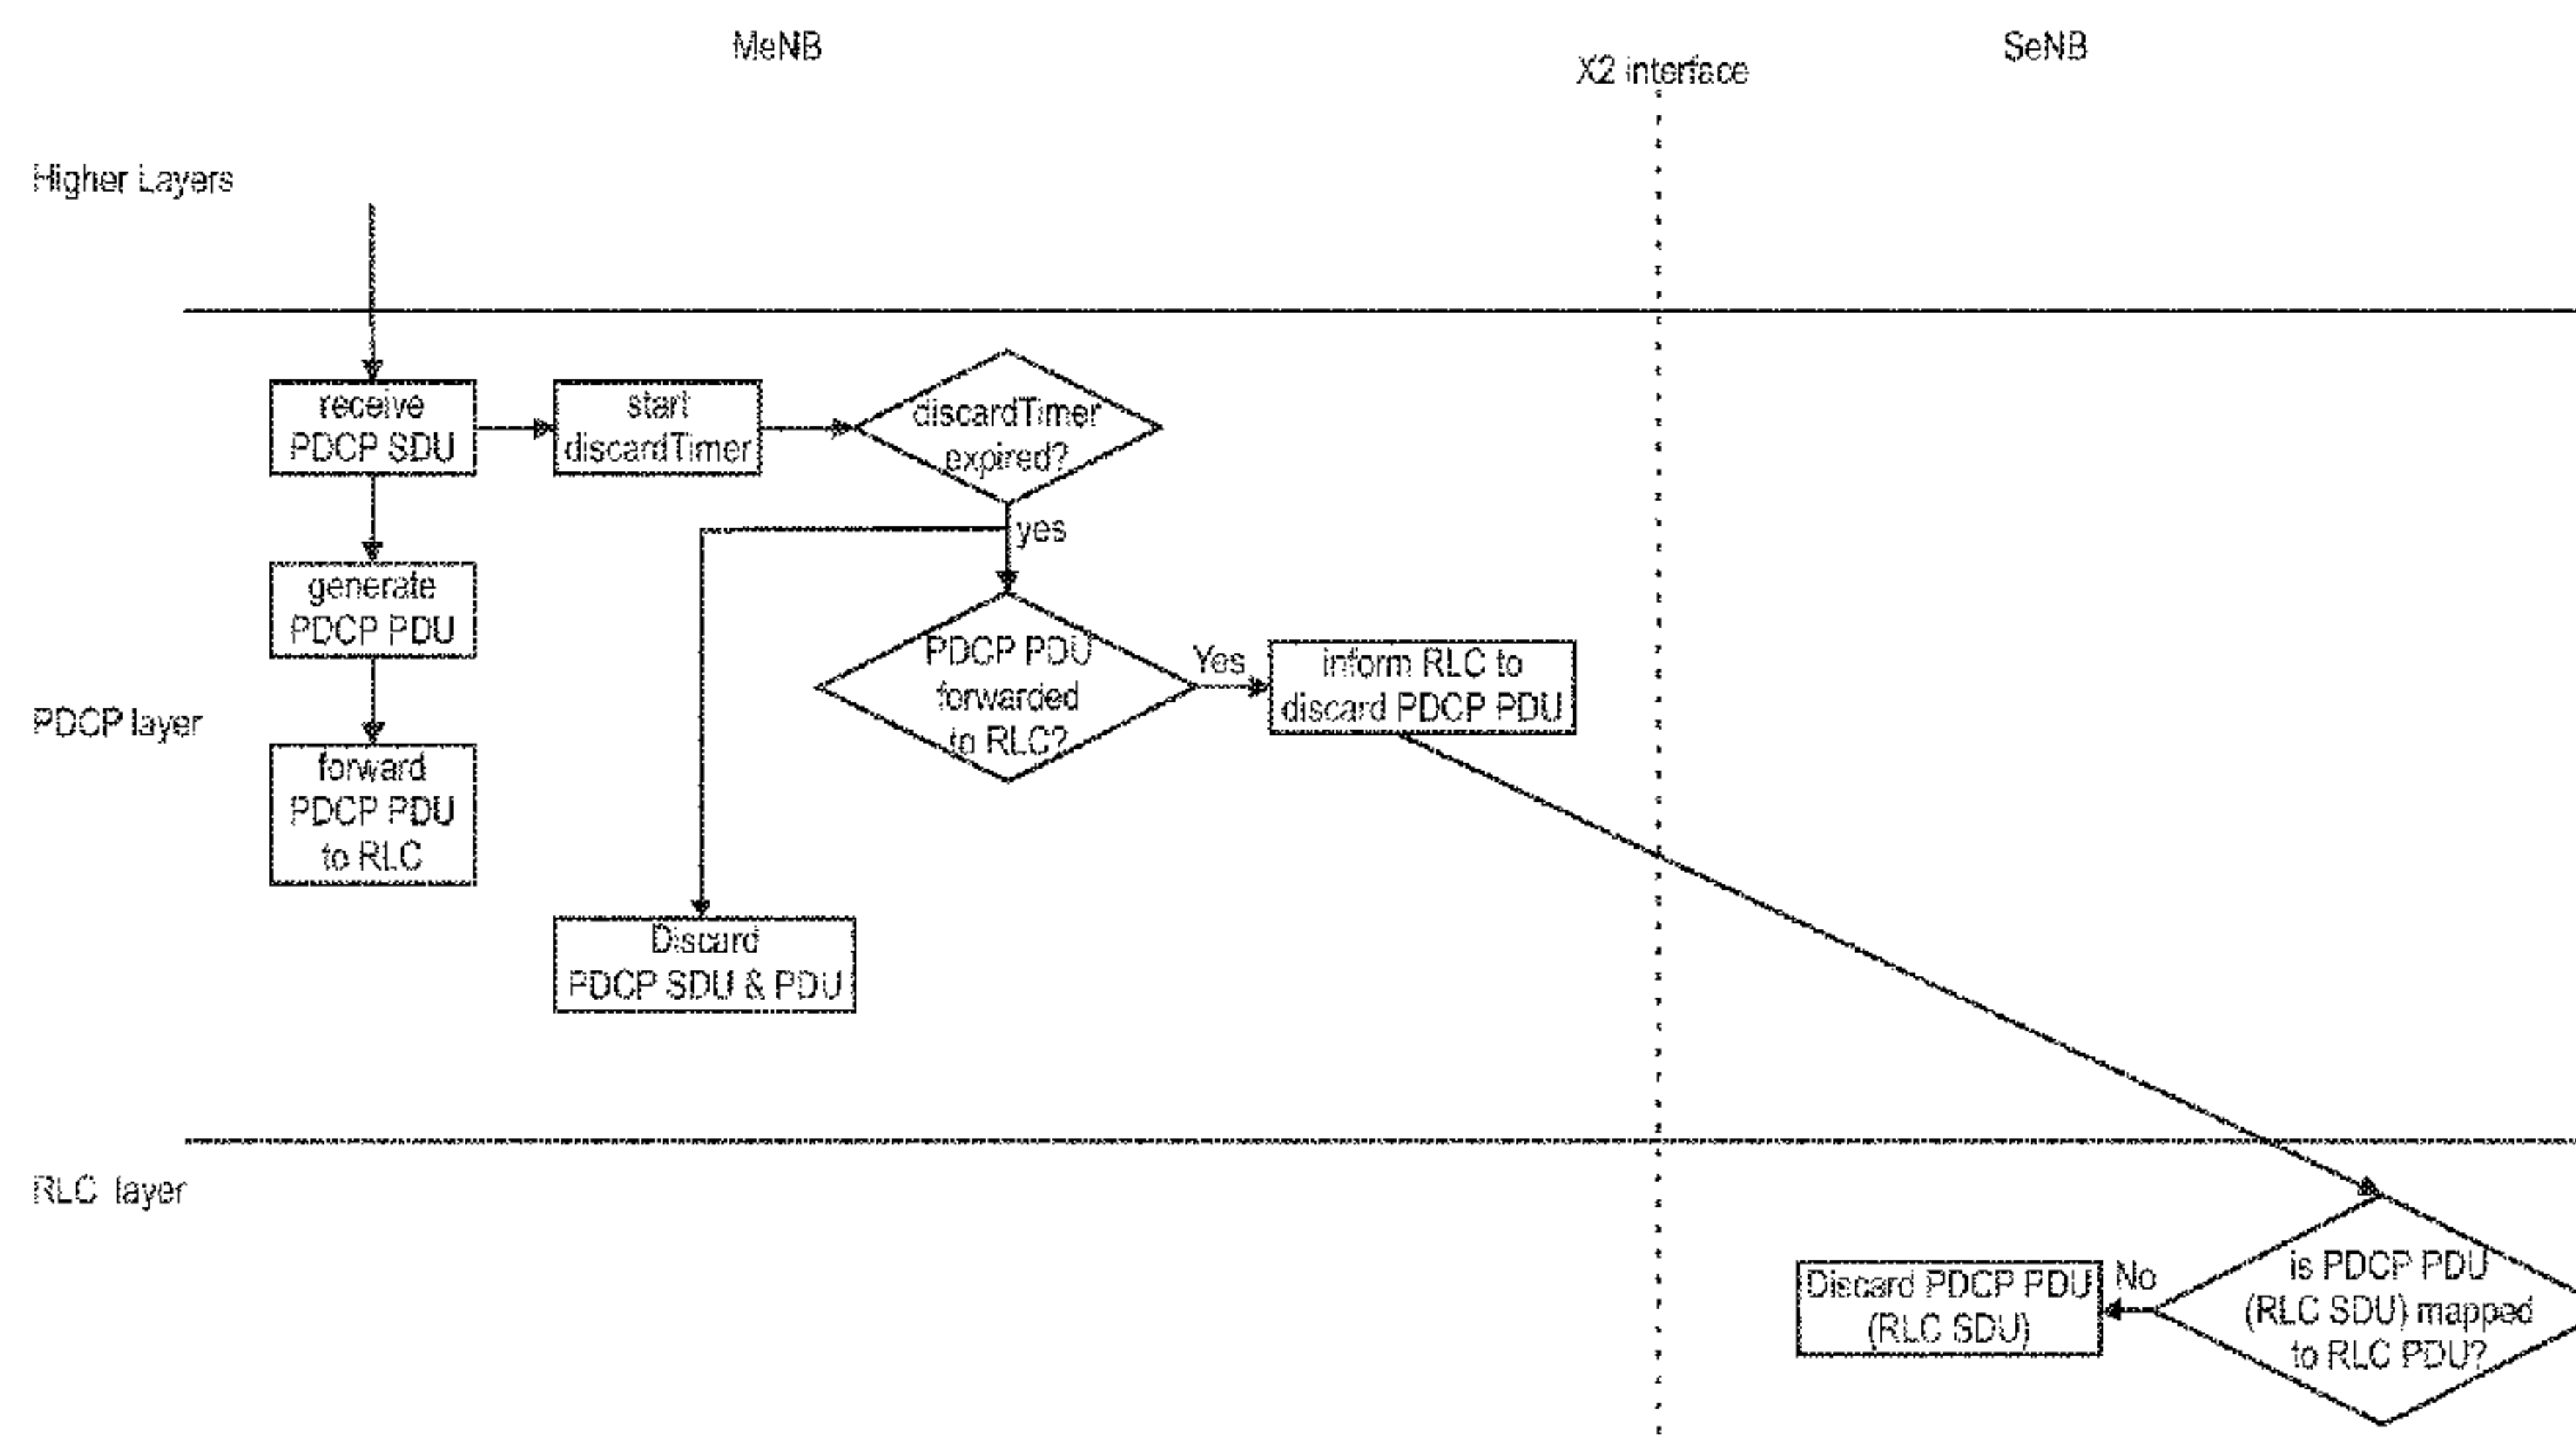 MeNB
SeNB
X2 interface
Higher Layers
receive
PDCP SDU
start
discardTimer
discardTimer
expired?
yes
generate
PDCP PDU
PDCP PDU
forwarded
to RLC?
Yes
inform RLC to
discard PDCP PDU
PDCP layer
forward
PDCP PDU
to RLC
Discard
PDCP SDU & PDU
RLC layer
Discard PDCP PDU
(RLC SDU)
No
is PDCP PDU
(RLC SDU) mapped
to RLC PDU?